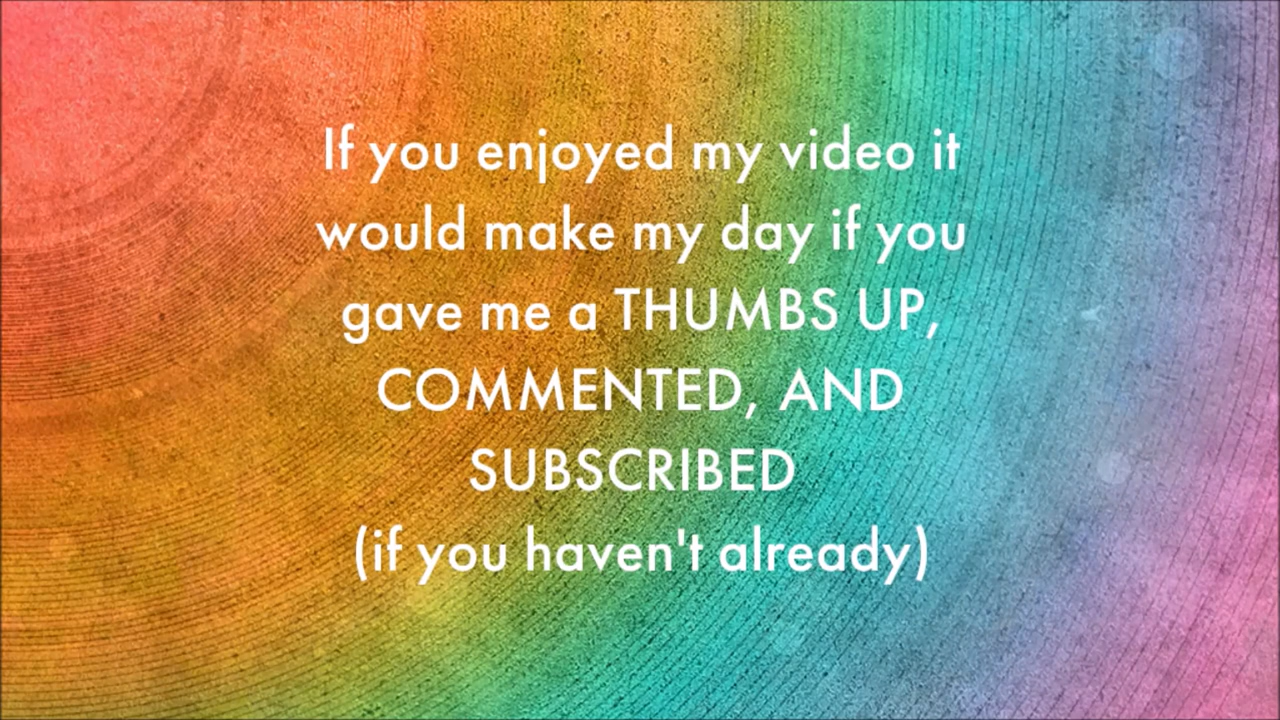 If you enjoyed my video it
would make my day if you
gave me a THUMBS UP,
COMMENTED, AND
SUBSCRIBED
(if you haven't already)